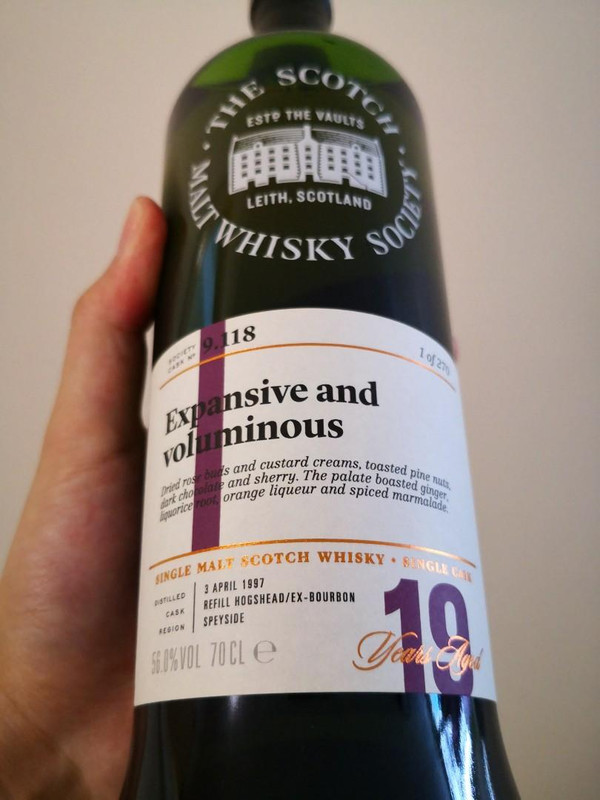 · THE SCOTCH ·
MALT WHISKY SOCIETY
ESTD THE VAULTS
LEITH, SCOTLAND
SOCIETY
CASK Nº
9.118
1 of 270
Expansive and
voluminous
Dried rose buds and custard creams, toasted pine nuts,
dark chocolate and sherry. The palate boasted ginger,
liquorice root, orange liqueur and spiced marmalade.
SINGLE MALT SCOTCH WHISKY • SINGLE CASK
DISTILLED 3 APRIL 1997
CASK REFILL HOGSHEAD/EX-BOURBON
REGION SPEYSIDE
56.0%VOL 70CL ℮
19
Years Aged